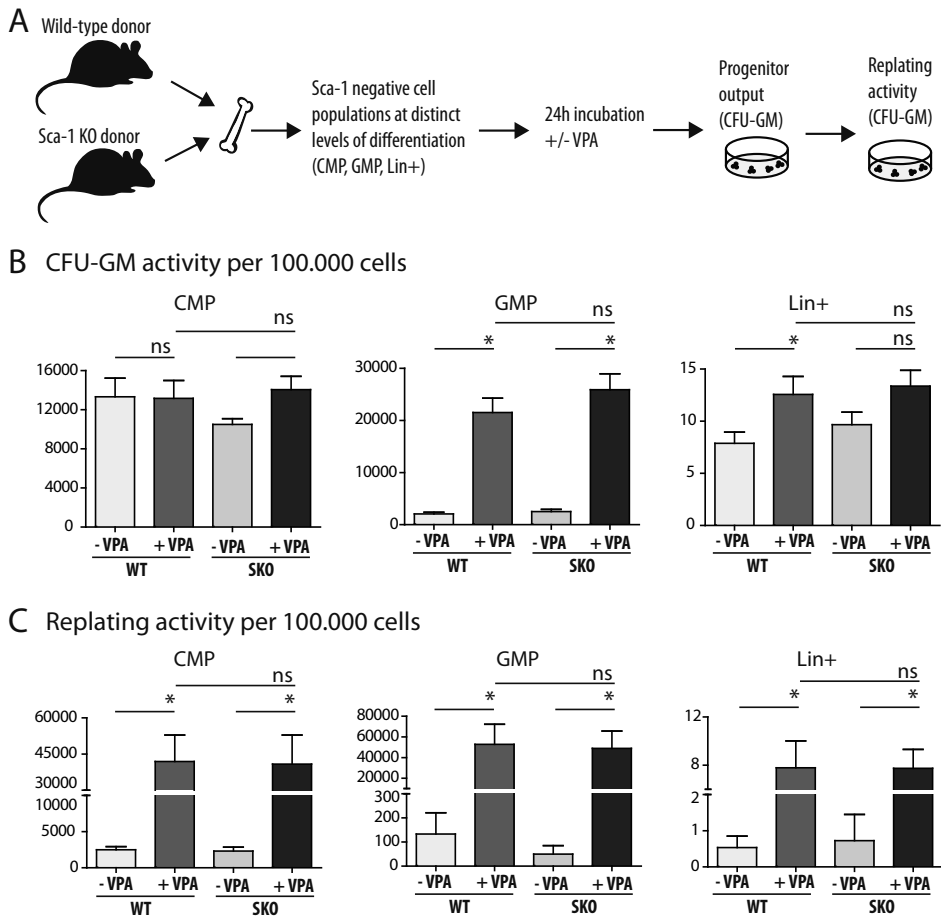 A
Wild-type donor
Sca-1 KO donor
Sca-1 negative cell
populations at distinct
levels of differentiation
(CMP, GMP, Lin+)
24h incubation
+/- VPA
Progenitor
output
(CFU-GM)
Replating
activity
(CFU-GM)
B CFU-GM activity per 100.000 cells
CMP
ns
ns
16000
12000
8000
4000
0
- VPA + VPA - VPA + VPA
WT SKO
GMP
ns
* *
30000
20000
10000
0
- VPA + VPA - VPA + VPA
WT SKO
Lin+
ns
* ns
15
10
5
0
- VPA + VPA - VPA + VPA
WT SKO
C Replating activity per 100.000 cells
CMP
ns
* *
60000
45000
30000
10000
5000
0
- VPA + VPA - VPA + VPA
WT SKO
GMP
ns
* *
80000
60000
40000
20000
300
200
100
0
- VPA + VPA - VPA + VPA
WT SKO
Lin+
ns
* *
12
8
4
2
1
0
- VPA + VPA - VPA + VPA
WT SKO